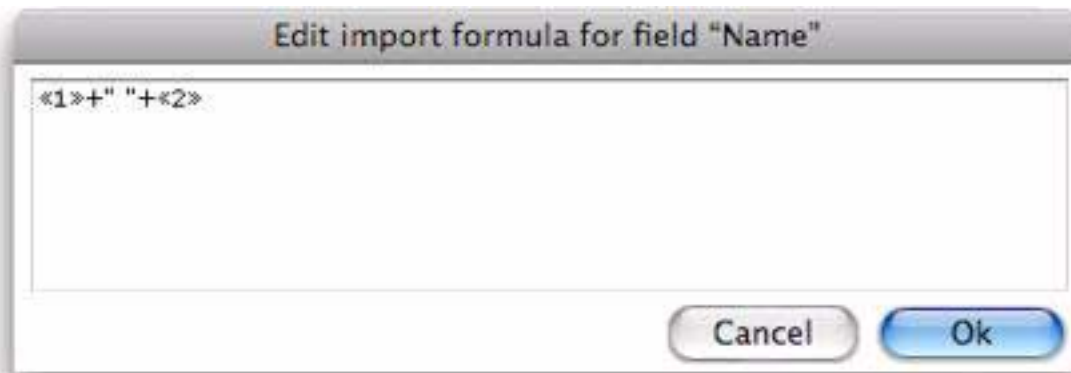 Edit import formula for field “Name”
«1»+" "+«2»
Cancel Ok